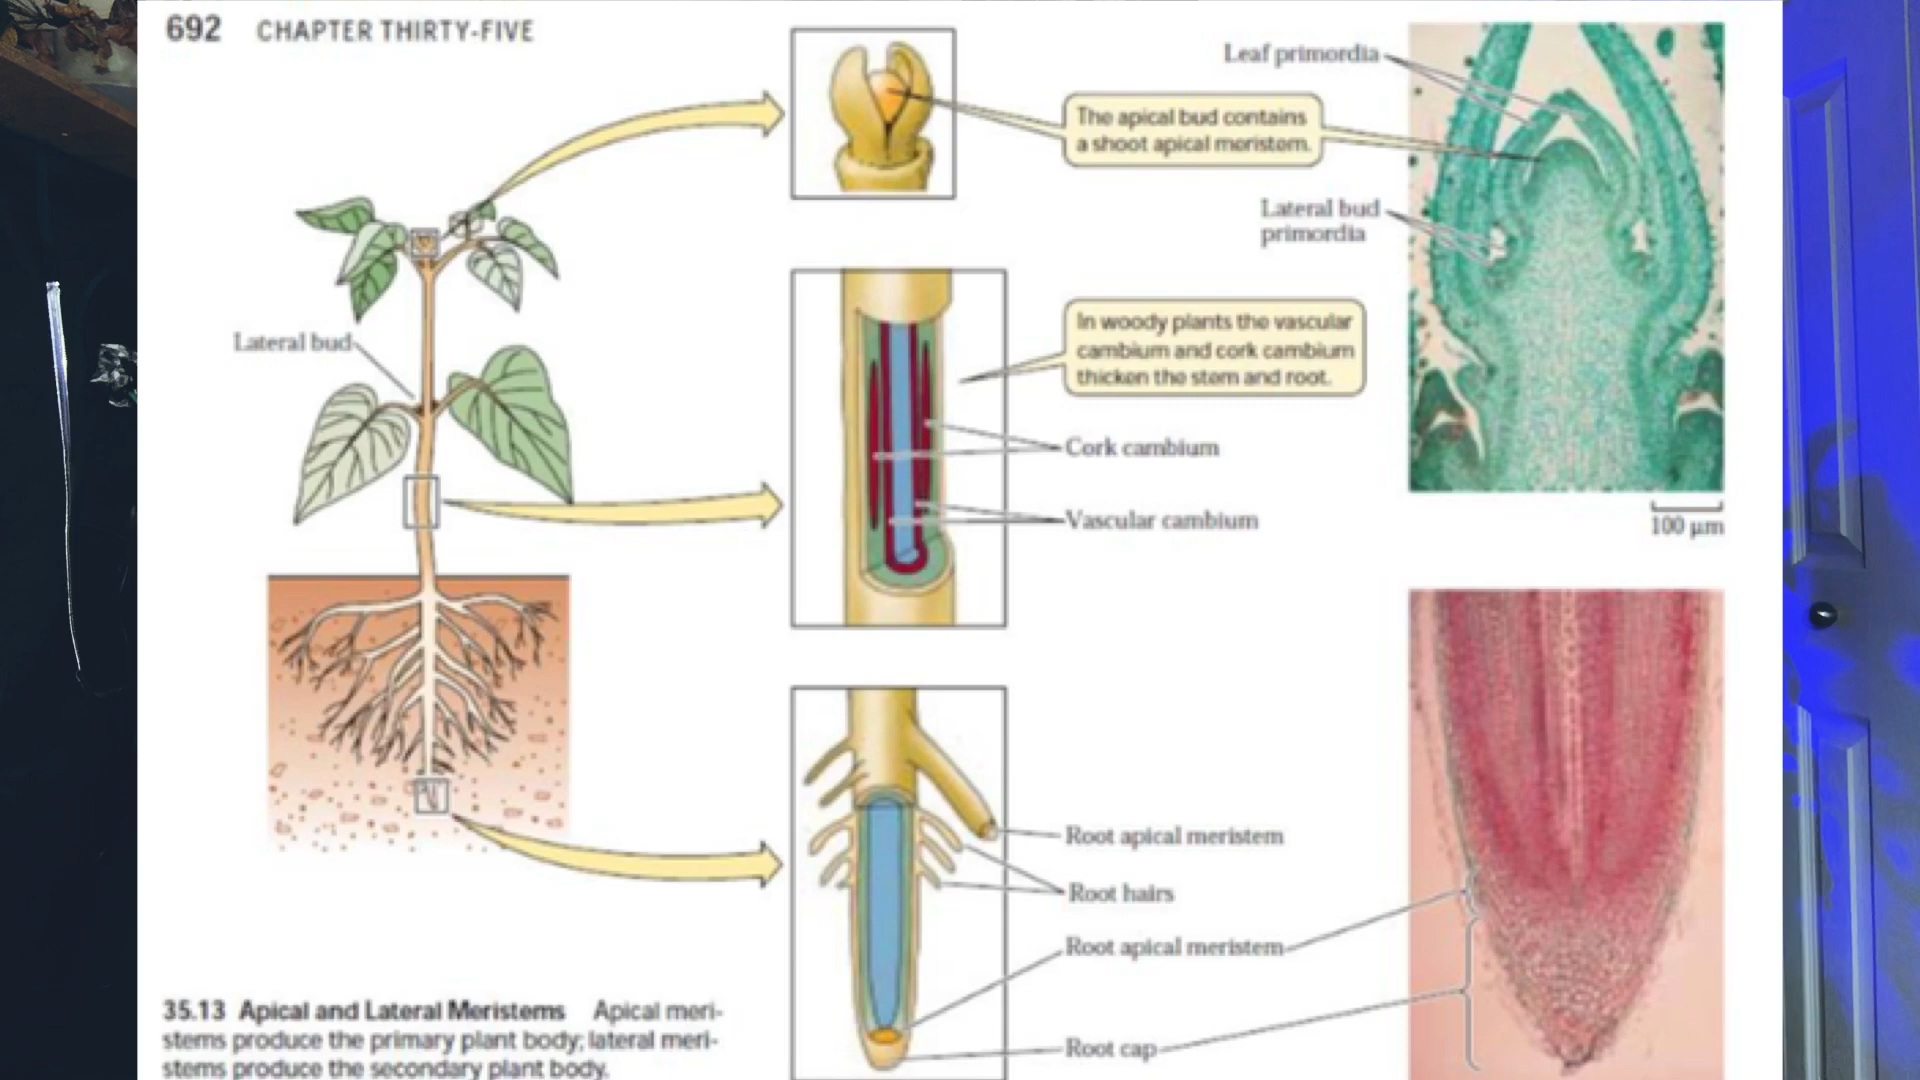 692 CHAPTER THIRTY-FIVE
Leaf primordia
The apical bud contains
a shoot apical meristem.
Lateral bud
primordia
Lateral bud
In woody plants the vascular
cambium and cork cambium
thicken the stem and root.
Cork cambium
Vascular cambium
100 µm
Root apical meristem
Root hairs
Root apical meristem
Root cap
35.13 Apical and Lateral Meristems Apical meri-
stems produce the primary plant body; lateral meri-
stems produce the secondary plant body.